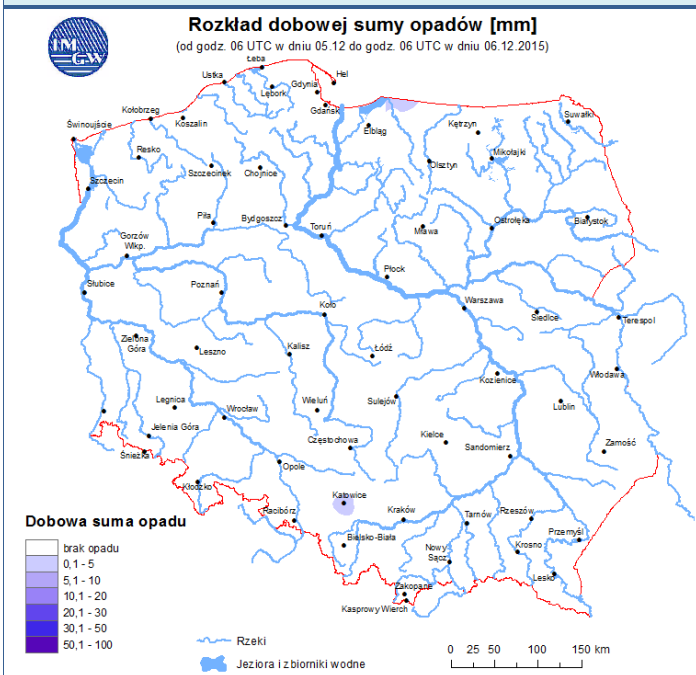 IM
GW
Rozkład dobowej sumy opadów [mm]
(od godz. 06 UTC w dniu 05.12 do godz. 06 UTC w dniu 06.12.2015)
Łeba
Ustka
Hel
Lębork
Gdynia
Gdańsk
Kołobrzeg
Koszalin
Świnoujście
Elbląg
Kętrzyn
Suwałki
Resko
Szczecinek
Chojnice
Olsztyn
Mikołajki
Szczecin
Piła
Bydgoszcz
Toruń
Mława
Ostrołęka
Białystok
Gorzów
Wlkp.
Płock
Słubice
Poznań
Koło
Warszawa
Siedlce
Terespol
Zielona
Góra
Leszno
Kalisz
Łódź
Kozienice
Włodawa
Legnica
Wrocław
Wieluń
Sulejów
Lublin
Jelenia Góra
Częstochowa
Kielce
Sandomierz
Zamość
Śnieżka
Opole
Kłodzko
Katowice
Racibórz
Kraków
Tarnów
Rzeszów
Przemyśl
Bielsko-Biała
Nowy
Sącz
Krosno
Lesko
Zakopane
Kasprowy Wierch
Dobowa suma opadu
brak opadu
0,1 - 5
5,1 - 10
10,1 - 20
20,1 - 30
30,1 - 50
50,1 - 100
Rzeki
Jeziora i zbiorniki wodne
0 25 50 100 150 km